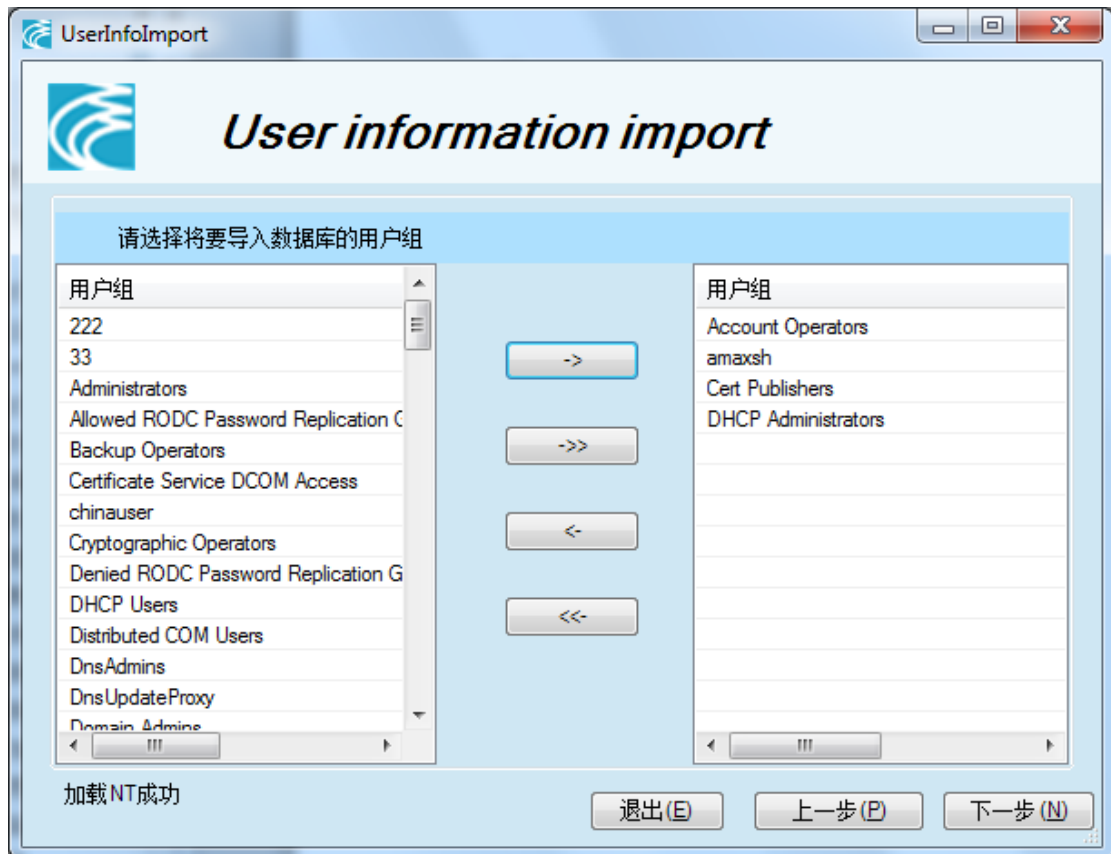 UserInfoImport
User information import
请选择将要导入数据库的用户组
用户组
222
33
Administrators
Allowed RODC Password Replication G
Backup Operators
Certificate Service DCOM Access
chinauser
Cryptographic Operators
Denied RODC Password Replication G
DHCP Users
Distributed COM Users
DnsAdmins
DnsUpdateProxy
Domain Admins
->
->>
<-
<<-
用户组
Account Operators
amaxsh
Cert Publishers
DHCP Administrators
加载NT成功
退出(E)
上一步(P)
下一步(N)